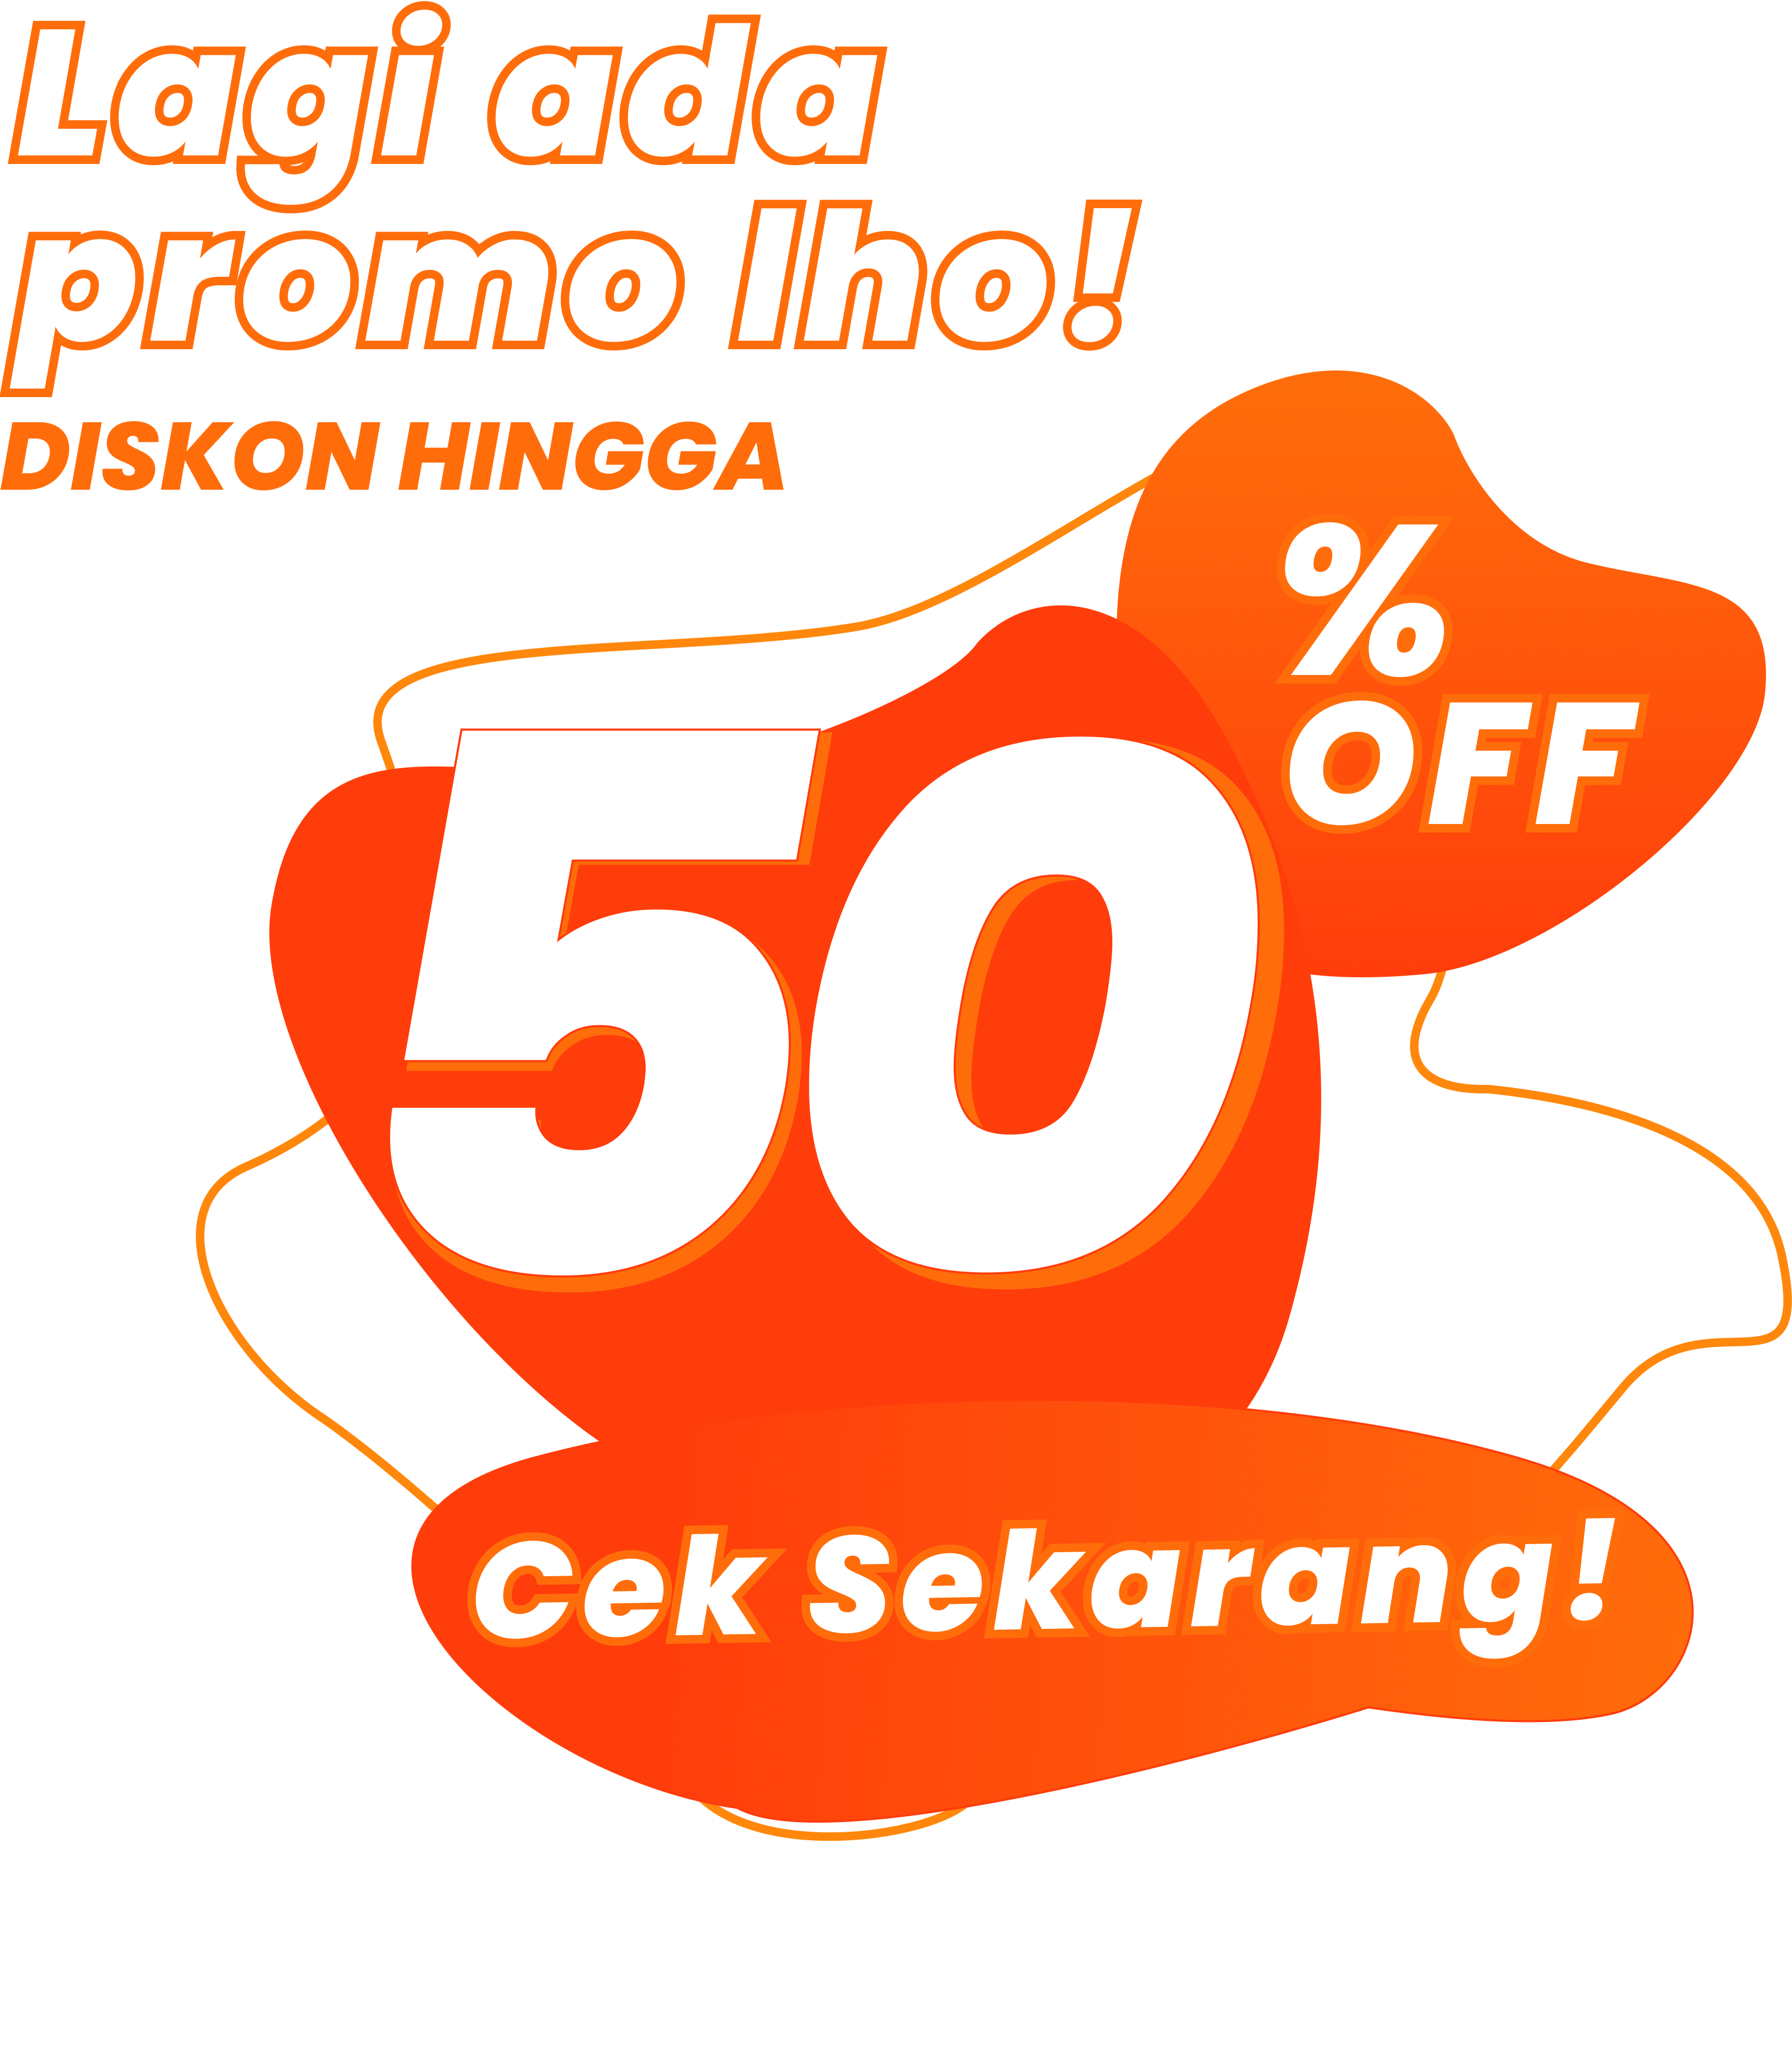 Lagi ada
promo lho!
DISKON HINGGA
50
%
OFF
Cek Sekarang!